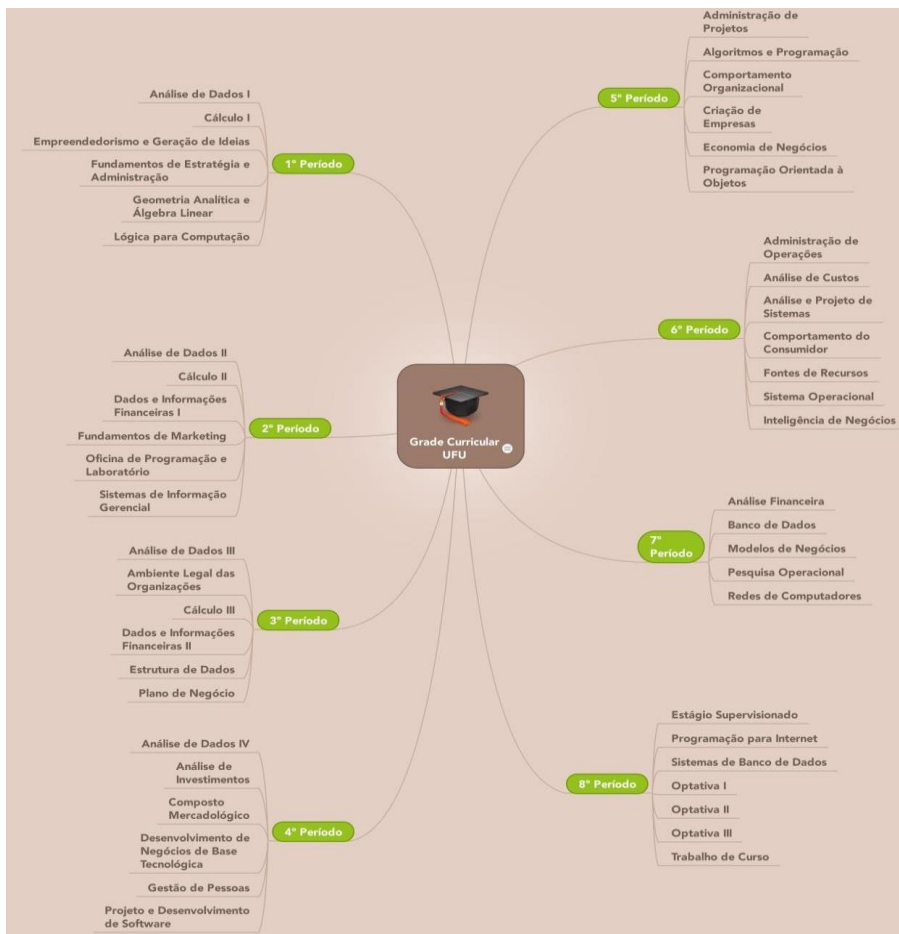 Grade Curricular
UFU
1º Período
Análise de Dados I
Cálculo I
Empreendedorismo e Geração de Ideias
Fundamentos de Estratégia e
Administração
Geometria Analítica e
Álgebra Linear
Lógica para Computação
2º Período
Análise de Dados II
Cálculo II
Dados e Informações
Financeiras I
Fundamentos de Marketing
Oficina de Programação e
Laboratório
Sistemas de Informação
Gerencial
3º Período
Análise de Dados III
Ambiente Legal das
Organizações
Cálculo III
Dados e Informações
Financeiras II
Estrutura de Dados
Plano de Negócio
4º Período
Análise de Dados IV
Análise de
Investimentos
Composto
Mercadológico
Desenvolvimento de
Negócios de Base
Tecnológica
Gestão de Pessoas
Projeto e Desenvolvimento
de Software
5º Período
Administração de
Projetos
Algoritmos e Programação
Comportamento
Organizacional
Criação de
Empresas
Economia de Negócios
Programação Orientada à
Objetos
6º Período
Administração de
Operações
Análise de Custos
Análise e Projeto de
Sistemas
Comportamento do
Consumidor
Fontes de Recursos
Sistema Operacional
Inteligência de Negócios
7º
Período
Análise Financeira
Banco de Dados
Modelos de Negócios
Pesquisa Operacional
Redes de Computadores
8º Período
Estágio Supervisionado
Programação para Internet
Sistemas de Banco de Dados
Optativa I
Optativa II
Optativa III
Trabalho de Curso